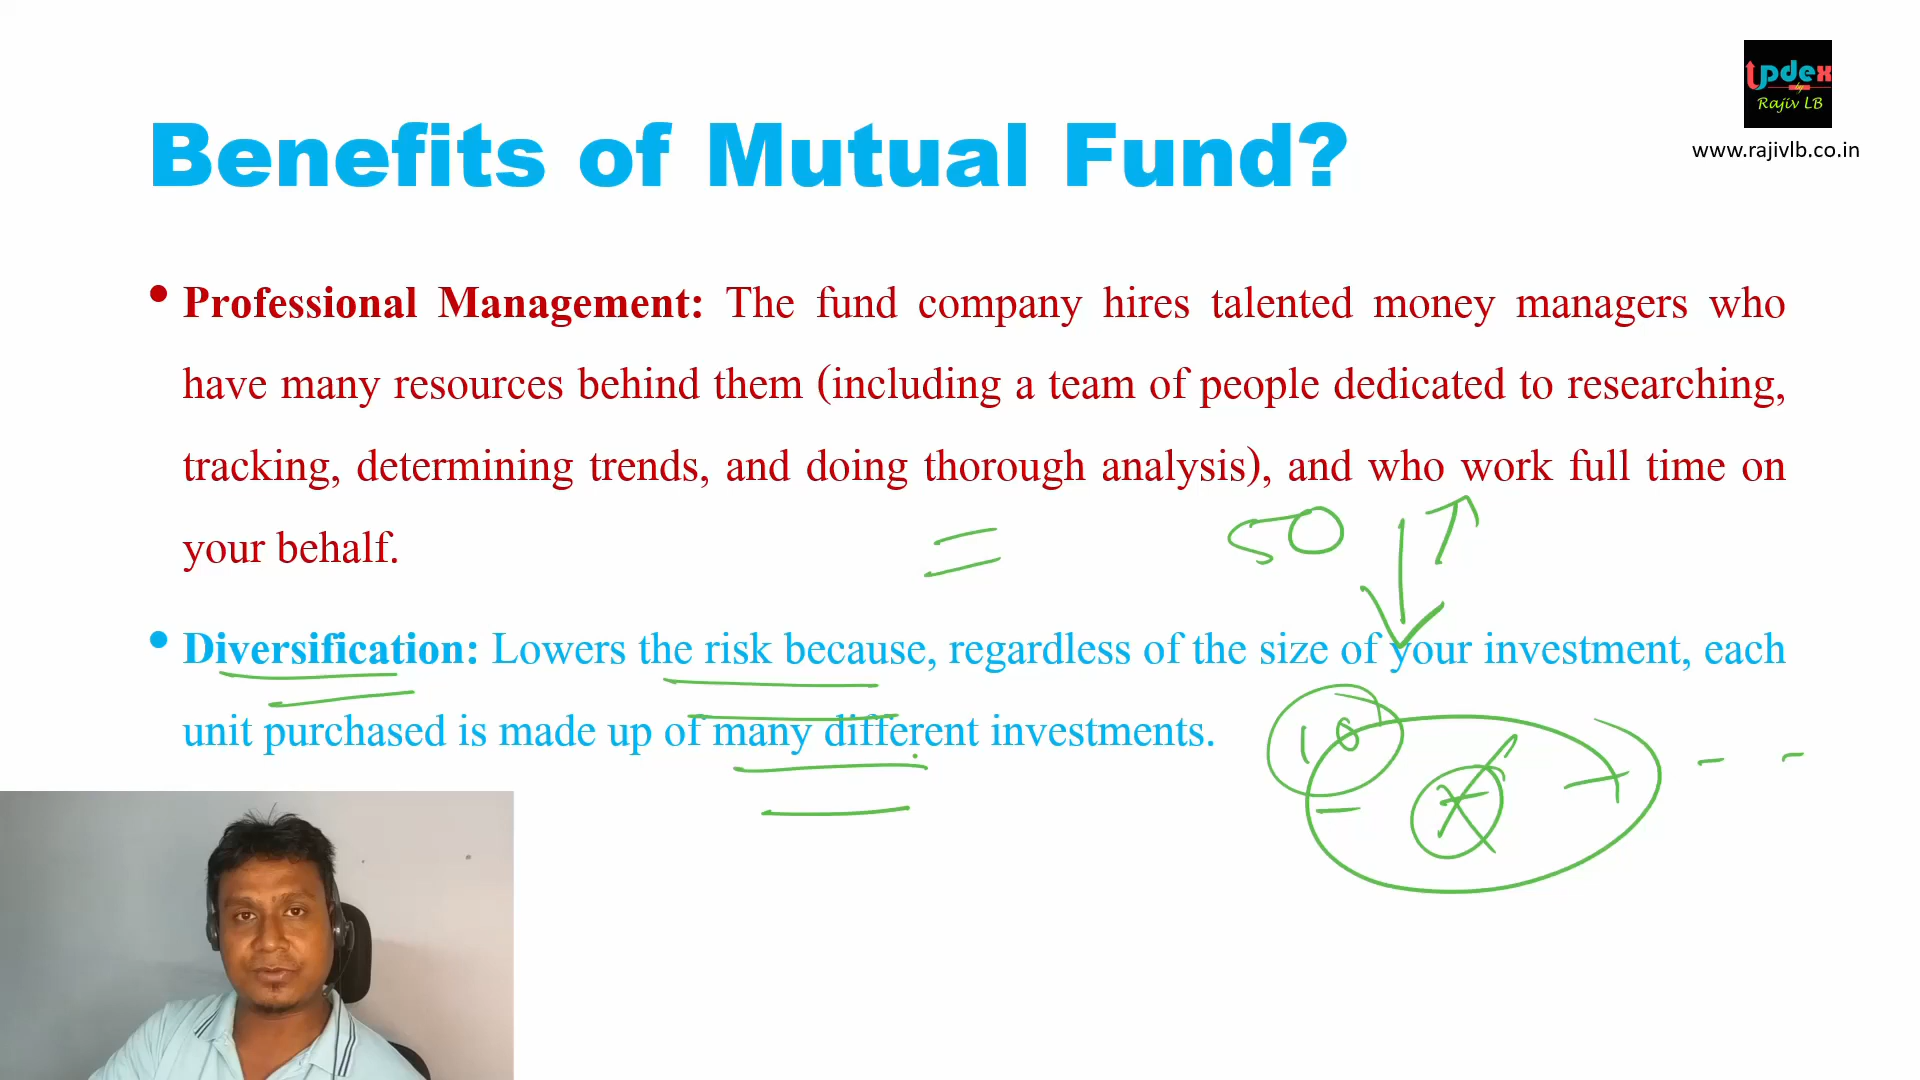 Updex
by
Rajiv LB
www.rajivlb.co.in
Benefits of Mutual Fund?
• Professional Management: The fund company hires talented money managers who
have many resources behind them (including a team of people dedicated to researching,
tracking, determining trends, and doing thorough analysis), and who work full time on
your behalf.
50
• Diversification: Lowers the risk because, regardless of the size of your investment, each
unit purchased is made up of many different investments.